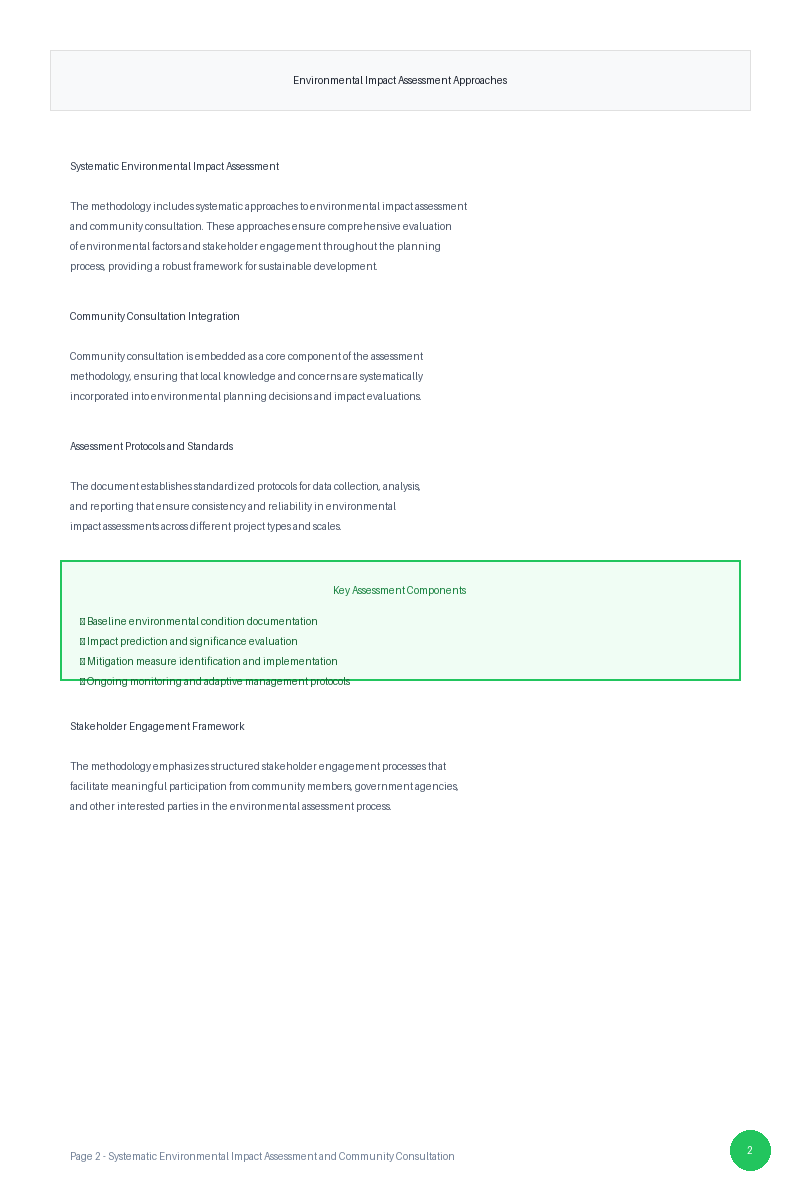 Environmental Impact Assessment Approaches
Systematic Environmental Impact Assessment
The methodology includes systematic approaches to environmental impact assessment
and community consultation. These approaches ensure comprehensive evaluation
of environmental factors and stakeholder engagement throughout the planning
process, providing a robust framework for sustainable development.
Community Consultation Integration
Community consultation is embedded as a core component of the assessment
methodology, ensuring that local knowledge and concerns are systematically
incorporated into environmental planning decisions and impact evaluations.
Assessment Protocols and Standards
The document establishes standardized protocols for data collection, analysis,
and reporting that ensure consistency and reliability in environmental
impact assessments across different project types and scales.
Key Assessment Components
Baseline environmental condition documentation
Impact prediction and significance evaluation
Mitigation measure identification and implementation
Ongoing monitoring and adaptive management protocols
Stakeholder Engagement Framework
The methodology emphasizes structured stakeholder engagement processes that
facilitate meaningful participation from community members, government agencies,
and other interested parties in the environmental assessment process.
Page 2 - Systematic Environmental Impact Assessment and Community Consultation
2